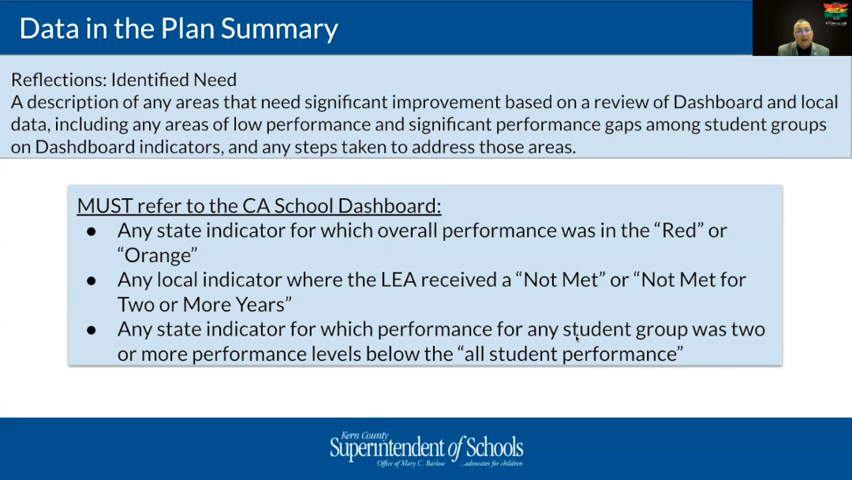 Data in the Plan Summary
Reflections: Identified Need
A description of any areas that need significant improvement based on a review of Dashboard and local
data, including any areas of low performance and significant performance gaps among student groups
on Dashdboard indicators, and any steps taken to address those areas.
MUST refer to the CA School Dashboard:
● Any state indicator for which overall performance was in the “Red” or
“Orange”
● Any local indicator where the LEA received a “Not Met” or “Not Met for
Two or More Years”
● Any state indicator for which performance for any student group was two
or more performance levels below the “all student performance”
Kern County
Superintendent of Schools
Office of Mary C. Barlow ...advocates for children